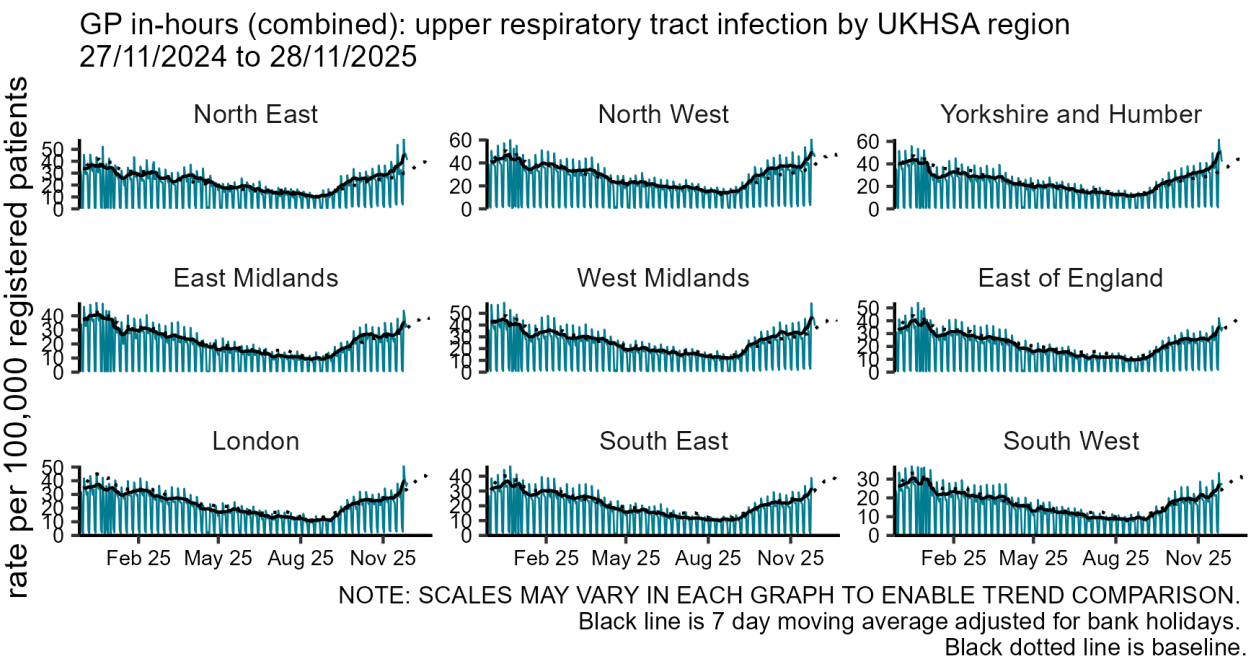 GP in-hours (combined): upper respiratory tract infection by UKHSA region
27/11/2024 to 28/11/2025
rate per 100,000 registered patients
North East
North West
Yorkshire and Humber
50
40
30
20
10
0
60
40
20
0
60
40
20
0
East Midlands
West Midlands
East of England
40
30
20
10
0
50
40
30
20
10
0
50
40
30
20
10
0
London
South East
South West
50
40
30
20
10
0
40
30
20
10
0
30
20
10
0
Feb 25 May 25 Aug 25 Nov 25
Feb 25 May 25 Aug 25 Nov 25
Feb 25 May 25 Aug 25 Nov 25
NOTE: SCALES MAY VARY IN EACH GRAPH TO ENABLE TREND COMPARISON.
Black line is 7 day moving average adjusted for bank holidays.
Black dotted line is baseline.